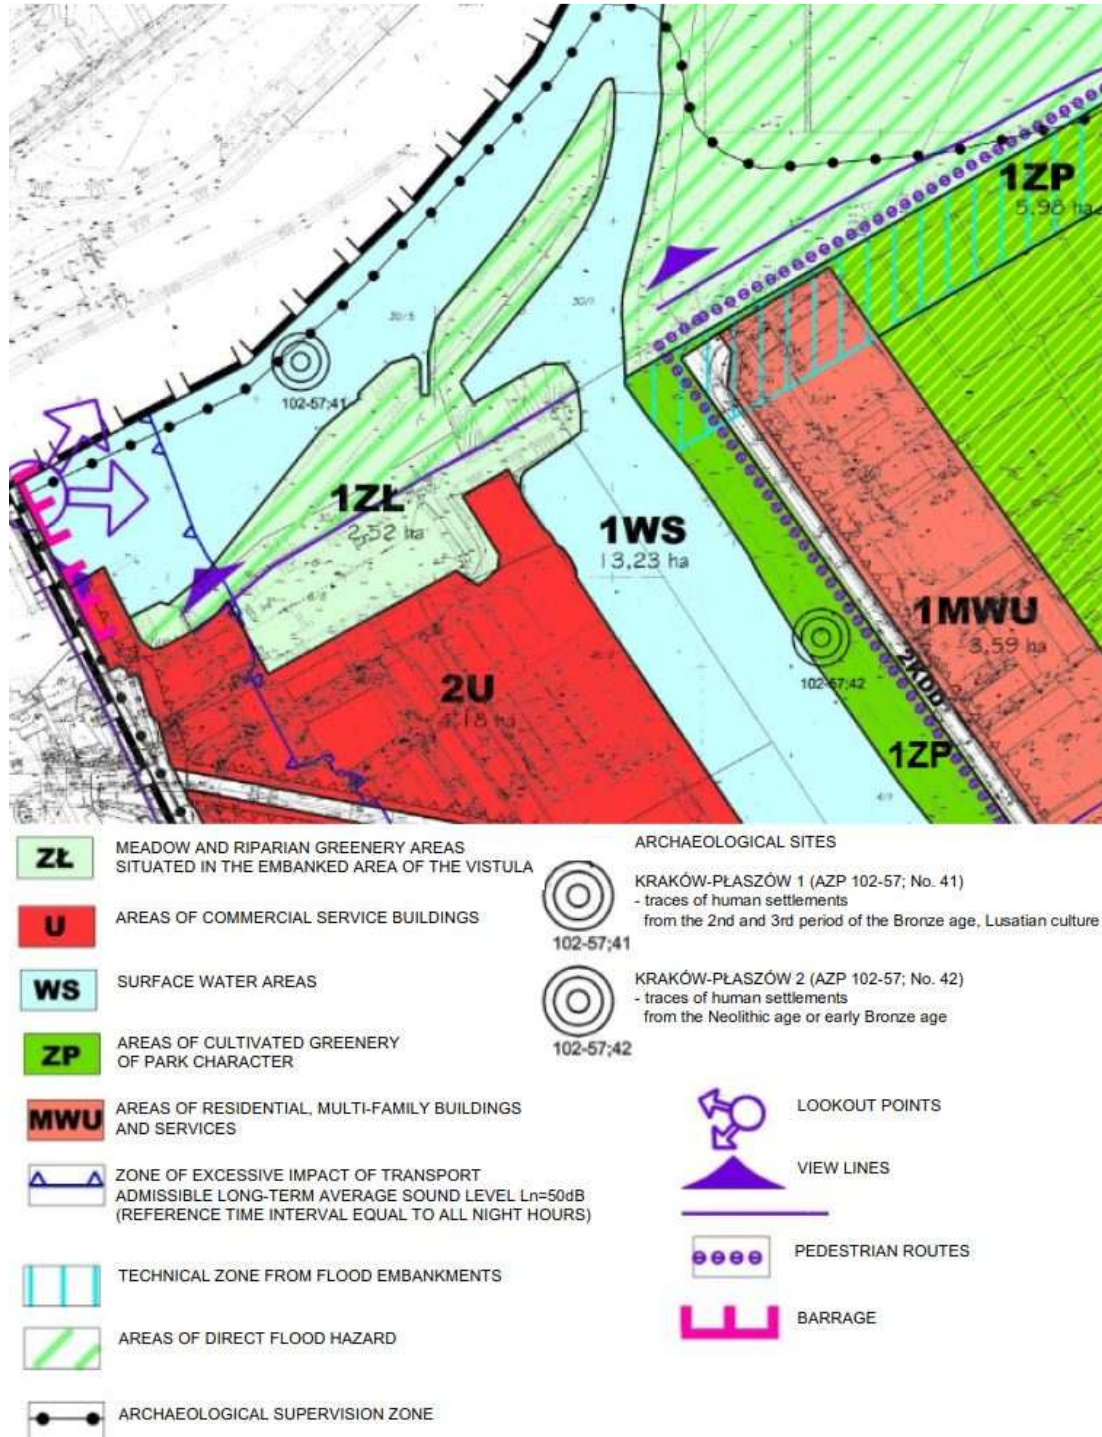 1ZP
5,98 ha
30/5
30/1
102-57;41
1ZŁ
2,52 ha
1WS
13,23 ha
1MWU
3,59 ha
2KDD
102-57;42
2U
4,18 ha
1ZP
ZŁ
MEADOW AND RIPARIAN GREENERY AREAS
SITUATED IN THE EMBANKED AREA OF THE VISTULA
U
AREAS OF COMMERCIAL SERVICE BUILDINGS
WS
SURFACE WATER AREAS
ZP
AREAS OF CULTIVATED GREENERY
OF PARK CHARACTER
MWU
AREAS OF RESIDENTIAL, MULTI-FAMILY BUILDINGS
AND SERVICES
ZONE OF EXCESSIVE IMPACT OF TRANSPORT
ADMISSIBLE LONG-TERM AVERAGE SOUND LEVEL Ln=50dB
(REFERENCE TIME INTERVAL EQUAL TO ALL NIGHT HOURS)
TECHNICAL ZONE FROM FLOOD EMBANKMENTS
AREAS OF DIRECT FLOOD HAZARD
ARCHAEOLOGICAL SUPERVISION ZONE
ARCHAEOLOGICAL SITES
KRAKÓW-PŁASZÓW 1 (AZP 102-57; No. 41)
- traces of human settlements
from the 2nd and 3rd period of the Bronze age, Lusatian culture
102-57;41
KRAKÓW-PŁASZÓW 2 (AZP 102-57; No. 42)
- traces of human settlements
from the Neolithic age or early Bronze age
102-57;42
LOOKOUT POINTS
VIEW LINES
PEDESTRIAN ROUTES
BARRAGE